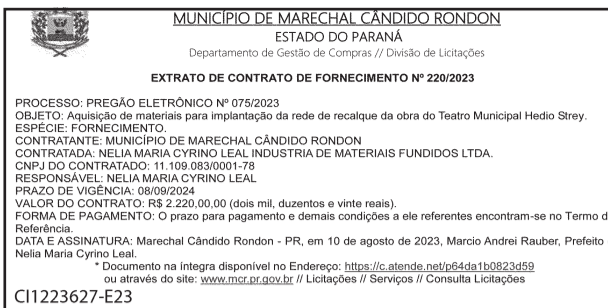 MUNICÍPIO DE MARECHAL CÂNDIDO RONDON
ESTADO DO PARANÁ
Departamento de Gestão de Compras // Divisão de Licitações
EXTRATO DE CONTRATO DE FORNECIMENTO Nº 220/2023
PROCESSO: PREGÃO ELETRÔNICO Nº 075/2023
OBJETO: Aquisição de materiais para implantação da rede de recalque da obra do Teatro Municipal Hedio Strey.
ESPÉCIE: FORNECIMENTO.
CONTRATANTE: MUNICÍPIO DE MARECHAL CÂNDIDO RONDON
CONTRATADA: NELIA MARIA CYRINO LEAL INDUSTRIA DE MATERIAIS FUNDIDOS LTDA.
CNPJ DO CONTRATADO: 11.109.083/0001-78
RESPONSÁVEL: NELIA MARIA CYRINO LEAL
PRAZO DE VIGÊNCIA: 08/09/2024
VALOR DO CONTRATO: R$ 2.220,00,00 (dois mil, duzentos e vinte reais).
FORMA DE PAGAMENTO: O prazo para pagamento e demais condições a ele referentes encontram-se no Termo d
Referência.
DATA E ASSINATURA: Marechal Cândido Rondon - PR, em 10 de agosto de 2023, Marcio Andrei Rauber, Prefeito
Nelia Maria Cyrino Leal.
* Documento na íntegra disponível no Endereço: https://c.atende.net/p64da1b0823d59
ou através do site: www.mcr.pr.gov.br // Licitações // Serviços // Consulta Licitações
CI1223627-E23